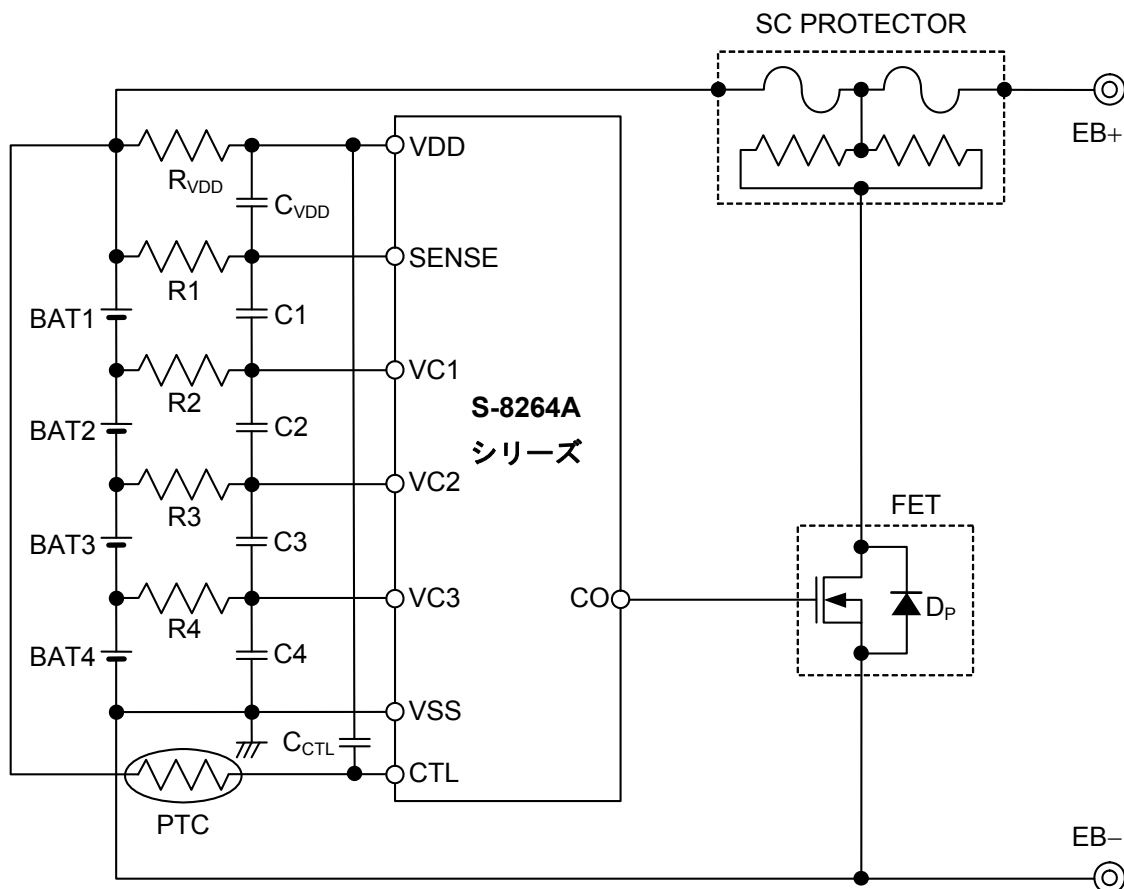 SC PROTECTOR
EB+
VDD
RVDD
CVDD
SENSE
R1
BAT1
C1
VC1
R2
S-8264A
シリーズ
BAT2
C2
VC2
R3
FET
BAT3
C3
VC3
CO
DP
R4
BAT4
C4
VSS
CCTL
CTL
PTC
EB−